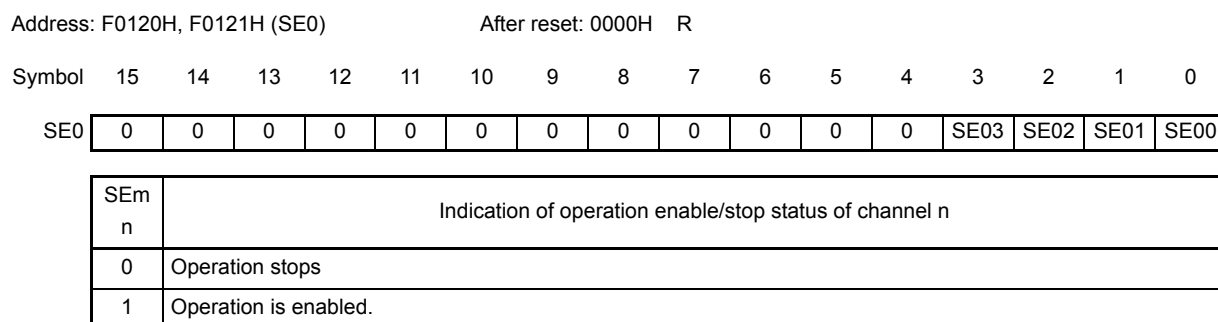 Address: F0120H, F0121H (SE0) After reset: 0000H R
Symbol 15 14 13 12 11 10 9 8 7 6 5 4 3 2 1 0
SE0 0 0 0 0 0 0 0 0 0 0 0 0 SE03 SE02 SE01 SE00
SEm
n
Indication of operation enable/stop status of channel n
0 Operation stops
1 Operation is enabled.